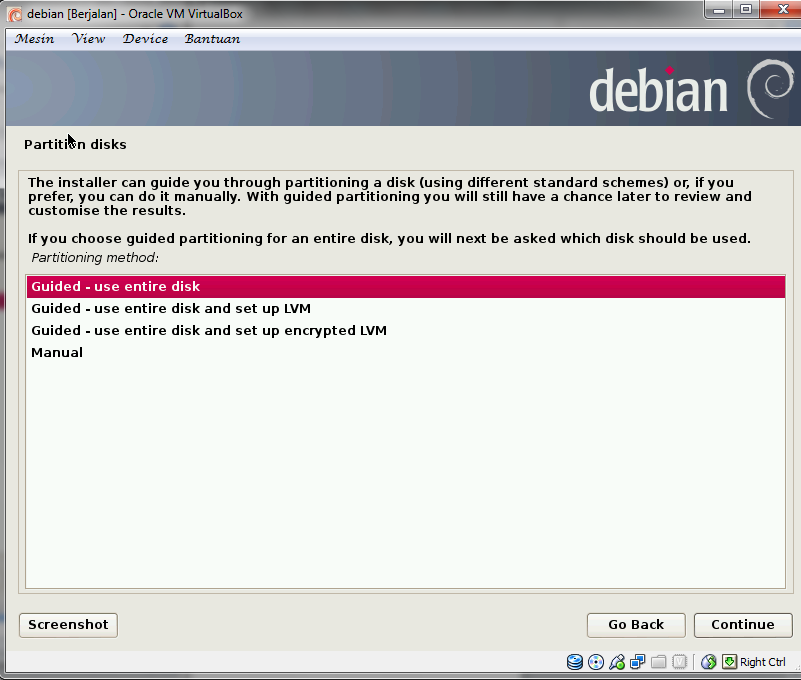 debian [Berjalan] - Oracle VM VirtualBox
Mesin View Device Bantuan
debian
Partition disks
The installer can guide you through partitioning a disk (using different standard schemes) or, if you
prefer, you can do it manually. With guided partitioning you will still have a chance later to review and
customise the results.
If you choose guided partitioning for an entire disk, you will next be asked which disk should be used.
Partitioning method:
Guided - use entire disk
Guided - use entire disk and set up LVM
Guided - use entire disk and set up encrypted LVM
Manual
Screenshot Go Back Continue
Right Ctrl